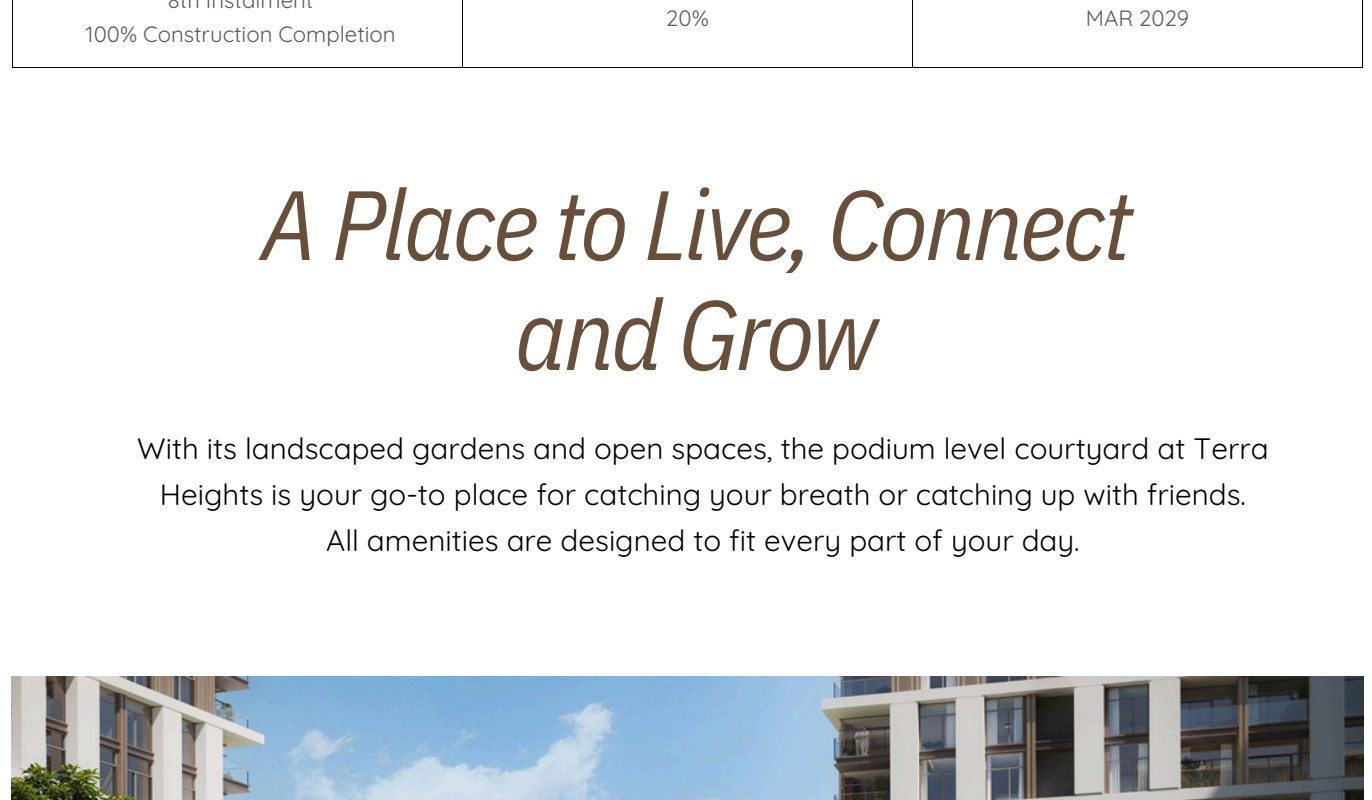 8th Instalment
100% Construction Completion
20%
MAR 2029
A Place to Live, Connect
and Grow
With its landscaped gardens and open spaces, the podium level courtyard at Terra
Heights is your go-to place for catching your breath or catching up with friends.
All amenities are designed to fit every part of your day.